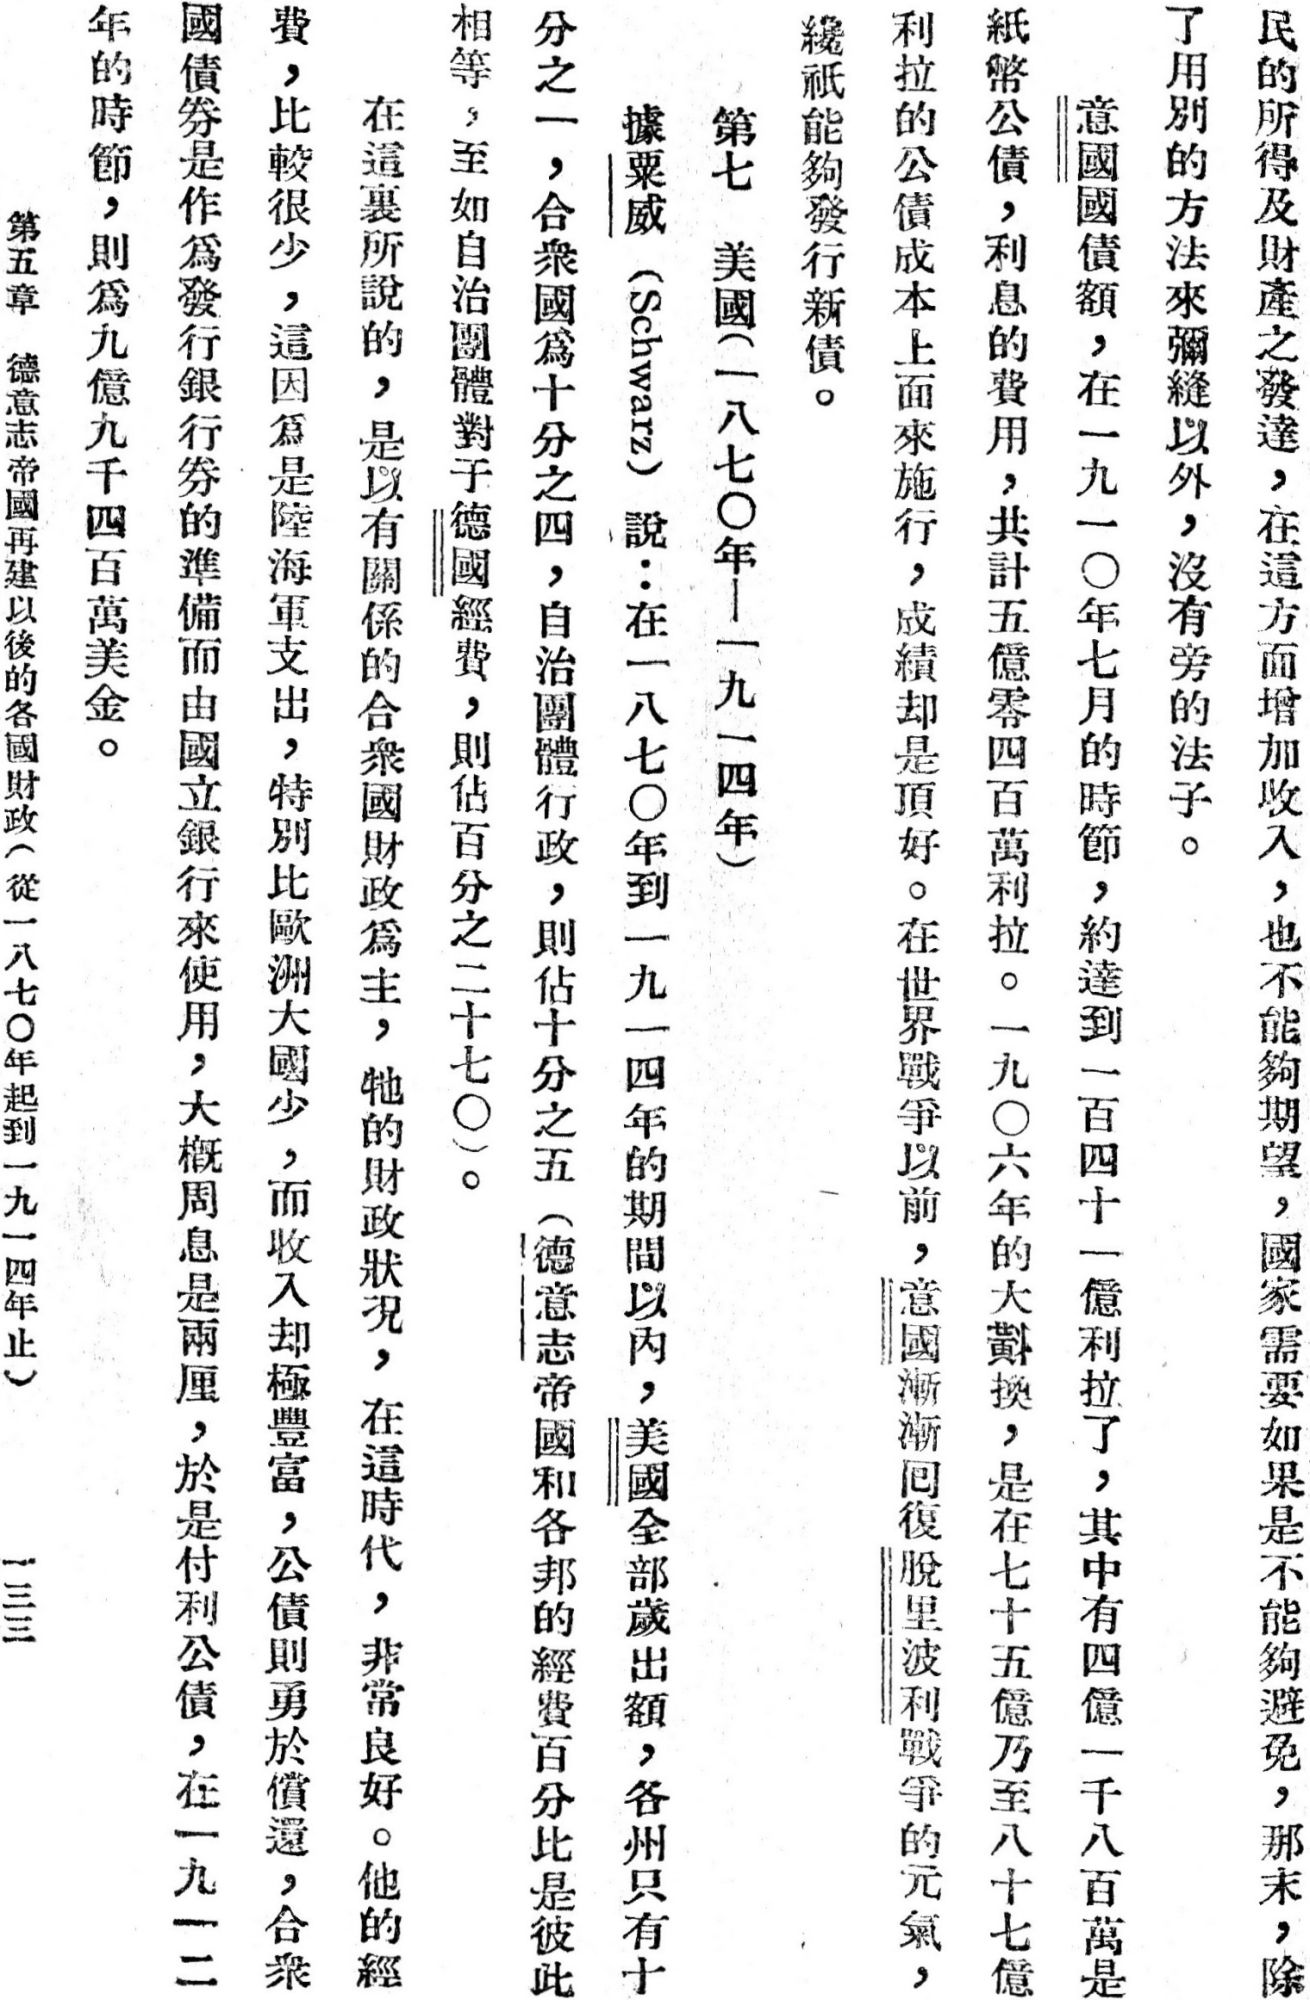 民的所得及財產之發達，在這方面增加收入，也不能夠期望，國家需要如果是不能夠避免，那末，除
了用別的方法來彌縫以外，沒有旁的法子。
意國國債額，在一九一〇年七月的時節，約達到一百四十一億利拉了，其中有四億一千八百萬是
紙幣公債，利息的費用，共計五億零四百萬利拉。一九〇六年的大斢換，是在七十五億乃至八十七億
利拉的公債成本上面來施行，成績却是頂好。在世界戰爭以前，意國漸漸回復脫里波利戰爭的元氣，
纔祇能夠發行新債。
第七　美國（一八七〇年—一九一四年）
據粟威（Schwarz）說：在一八七〇年到一九一四年的期間以內，美國全部歲出額，各州只有十
分之一，合衆國爲十分之四，自治團體行政，則佔十分之五（德意志帝國和各邦的經費百分比是彼此
相等，至如自治團體對于德國經費，則佔百分之二十七〇）。
在這裏所說的，是以有關係的合衆國財政爲主，牠的財政狀況，在這時代，非常良好。他的經
費，比較很少，這因爲是陸海軍支出，特別比歐洲大國少，而收入却極豐富，公債則勇於償還，合衆
國債券是作爲發行銀行券的準備而由國立銀行來使用，大槪周息是兩厘，於是付利公債，在一九一二
年的時節，則爲九億九千四百萬美金。
第五章　德意志帝國再建以後的各國財政（從一八七〇年起到一九一四年止）　一三三